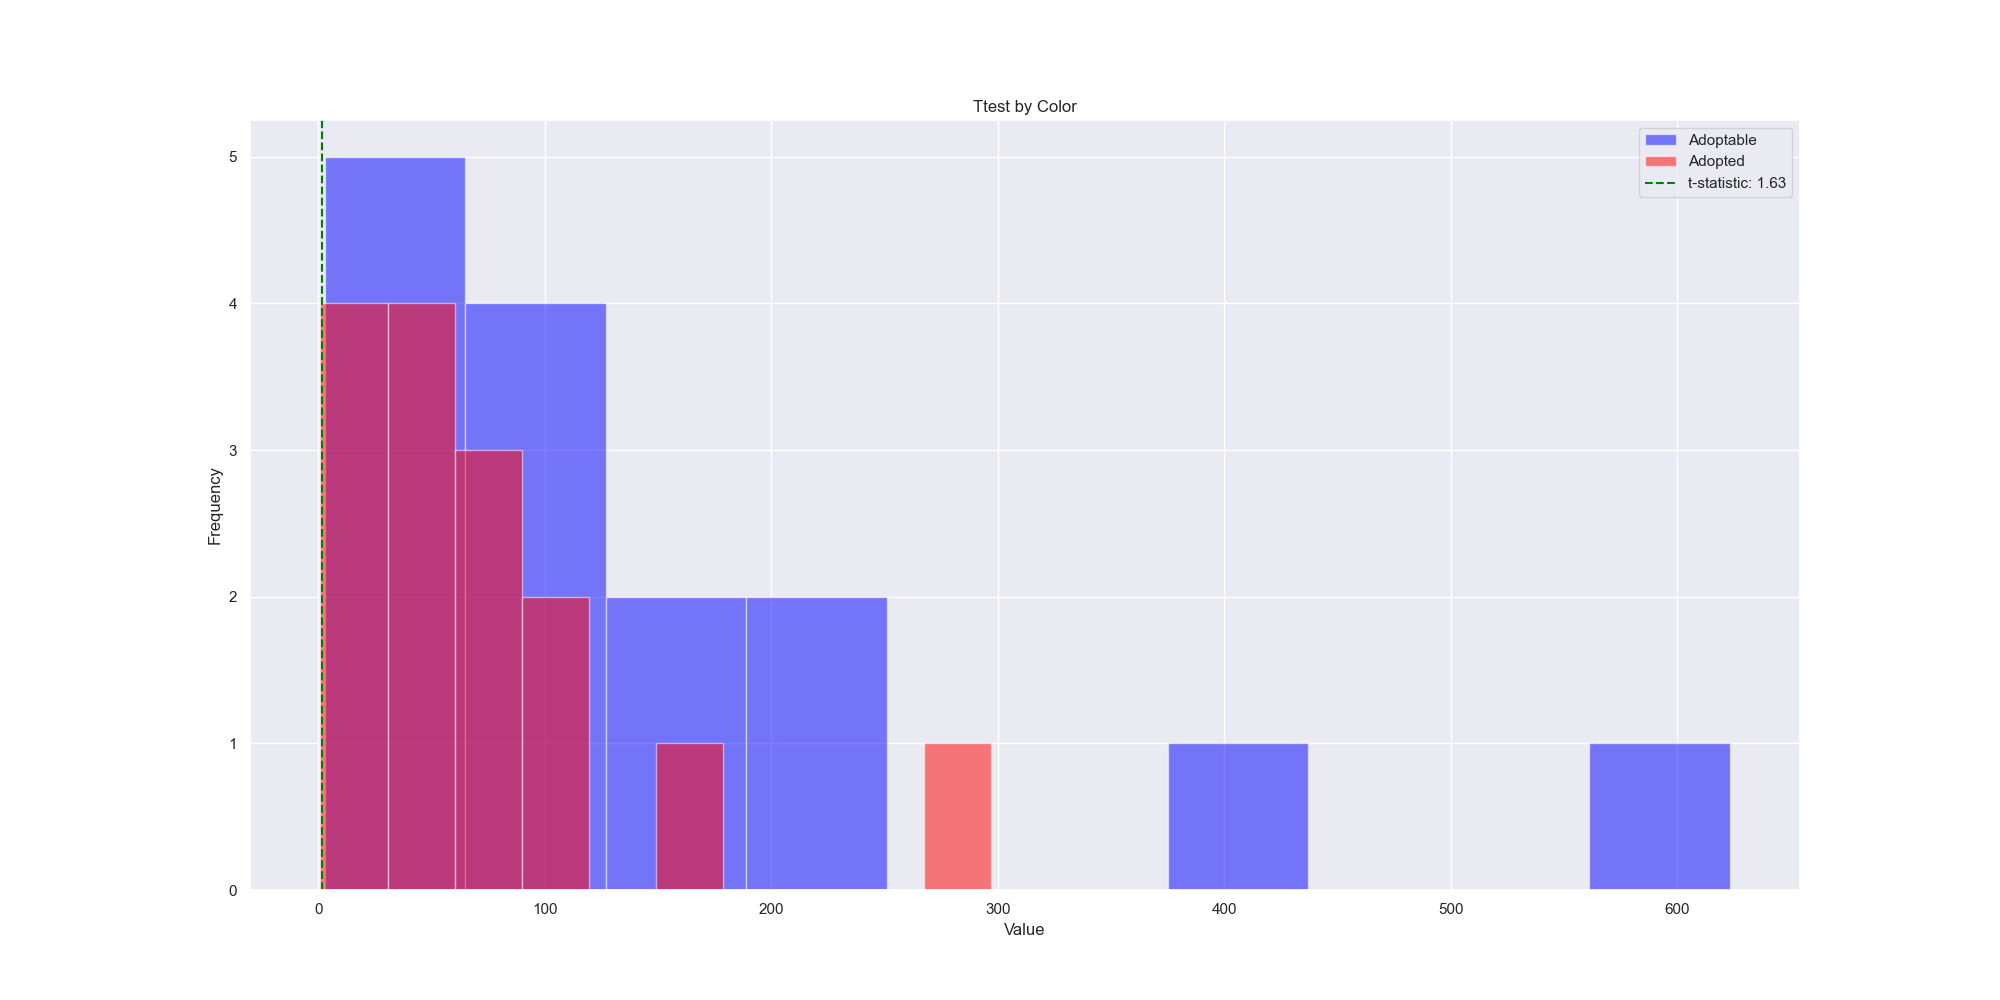 Ttest by Color
Adoptable
Adopted
t-statistic: 1.63
5
4
3
2
1
0
Frequency
0 100 200 300 400 500 600
Value